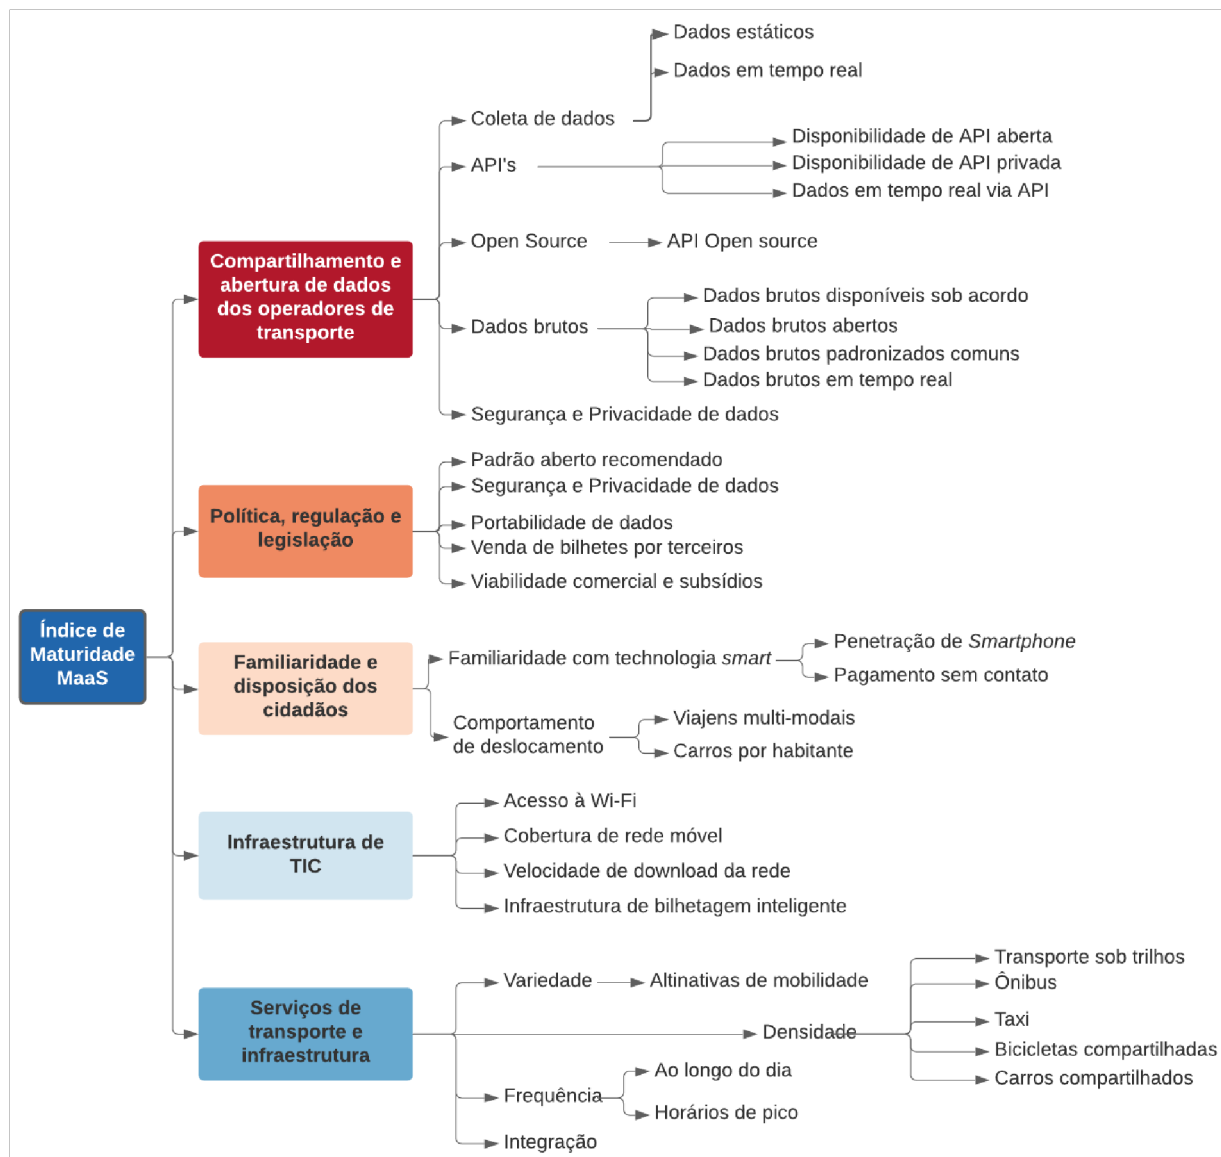 Índice de
Maturidade
MaaS
Compartilhamento e
abertura de dados
dos operadores de
transporte
Coleta de dados
Dados estáticos
Dados em tempo real
API's
Disponibilidade de API aberta
Disponibilidade de API privada
Dados em tempo real via API
Open Source
API Open source
Dados brutos
Dados brutos disponíveis sob acordo
Dados brutos abertos
Dados brutos padronizados comuns
Dados brutos em tempo real
Segurança e Privacidade de dados
Política, regulação e
legislação
Padrão aberto recomendado
Segurança e Privacidade de dados
Portabilidade de dados
Venda de bilhetes por terceiros
Viabilidade comercial e subsídios
Familiaridade e
disposição dos
cidadãos
Familiaridade com technologia smart
Penetração de Smartphone
Pagamento sem contato
Comportamento
de deslocamento
Viajens multi-modais
Carros por habitante
Infraestrutura de
TIC
Acesso à Wi-Fi
Cobertura de rede móvel
Velocidade de download da rede
Infraestrutura de bilhetagem inteligente
Serviços de
transporte e
infraestrutura
Variedade
Altinativas de mobilidade
Densidade
Transporte sob trilhos
Ônibus
Taxi
Bicicletas compartilhadas
Carros compartilhados
Frequência
Ao longo do dia
Horários de pico
Integração